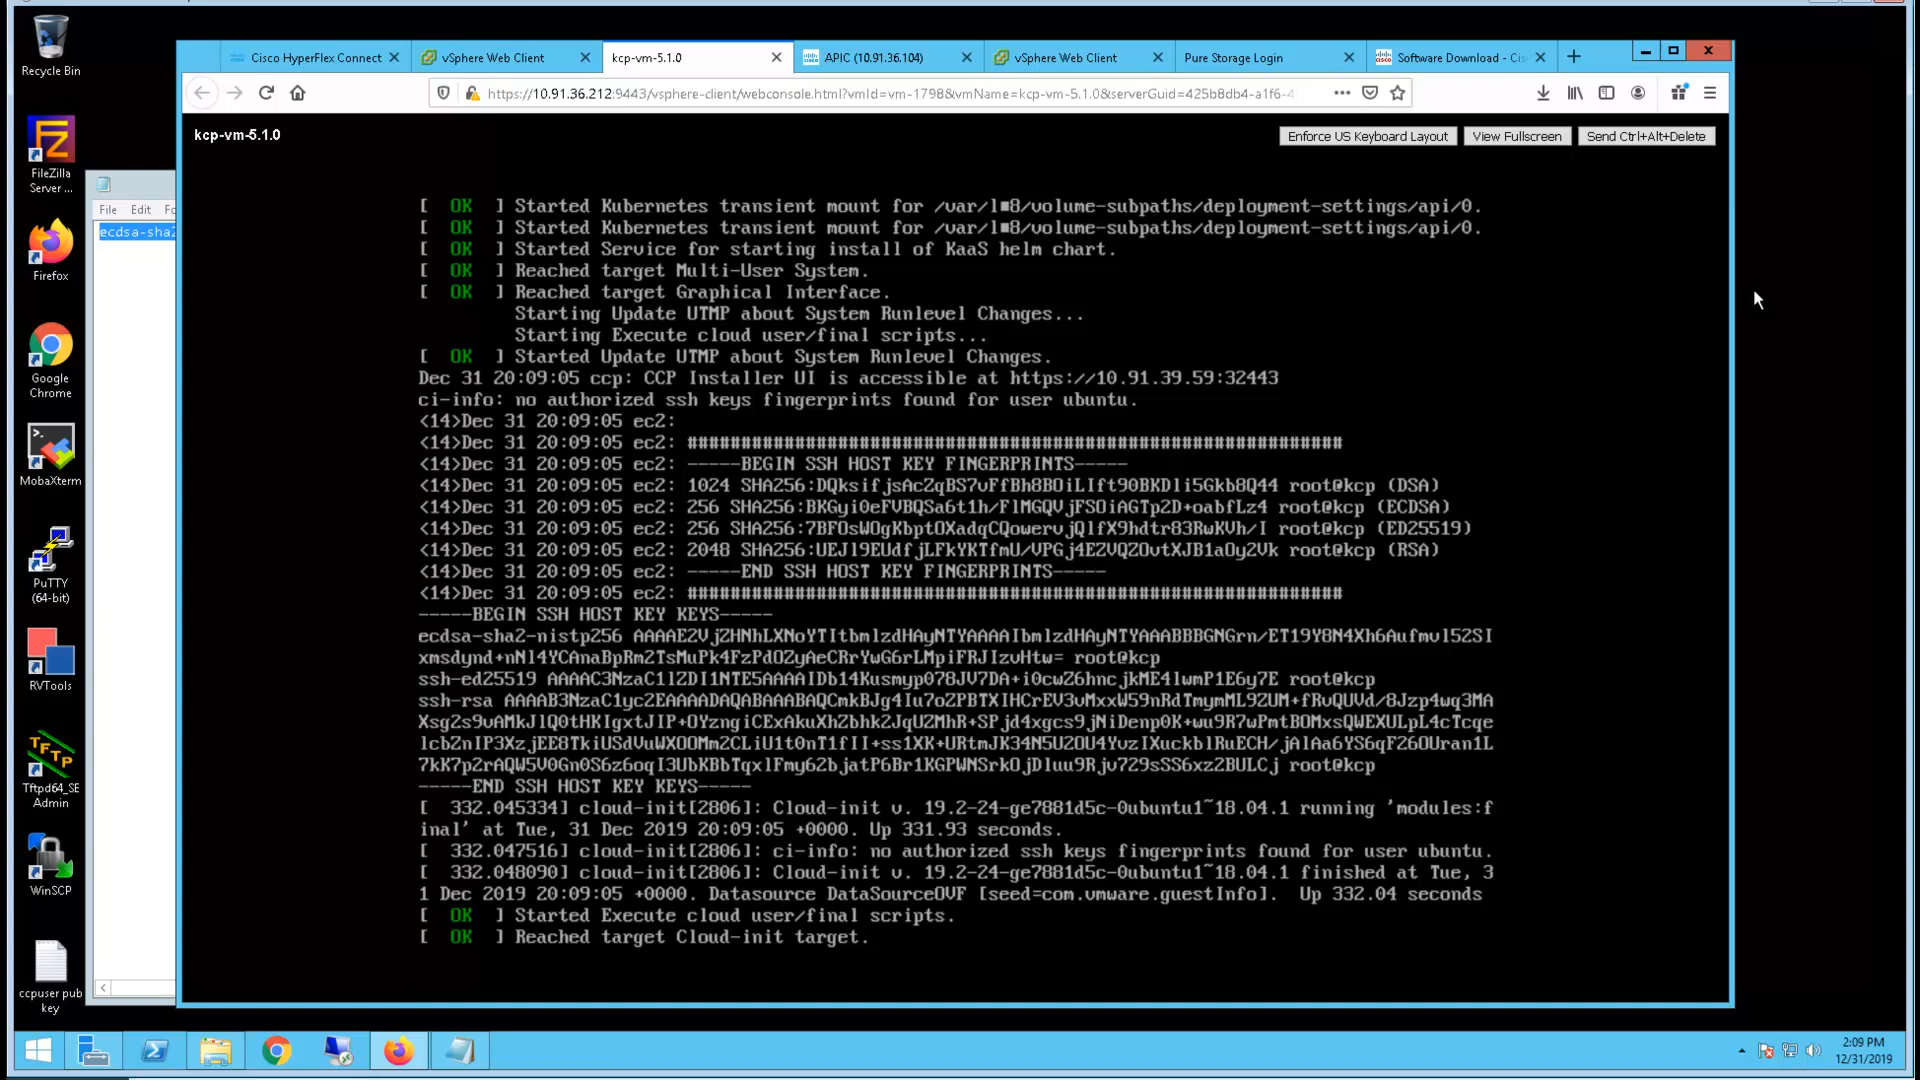 Recycle Bin
FileZilla
Server ...
Firefox
Google
Chrome
MobaXterm
PuTTY
(64-bit)
RVTools
Tftpd64_SE
Admin
WinSCP
ccpuser pub
key
File Edit Fo
ecdsa-sha2
Cisco HyperFlex Connect
vSphere Web Client
kcp-vm-5.1.0
APIC (10.91.36.104)
vSphere Web Client
Pure Storage Login
Software Download - Cis
https://10.91.36.212:9443/vsphere-client/webconsole.html?vmId=vm-1798&vmName=kcp-vm-5.1.0&serverGuid=425b8db4-a1f6-4
kcp-vm-5.1.0
Enforce US Keyboard Layout
View Fullscreen
Send Ctrl+Alt+Delete
[  OK  ] Started Kubernetes transient mount for /var/l■8/volume-subpaths/deployment-settings/api/0.
[  OK  ] Started Kubernetes transient mount for /var/l■8/volume-subpaths/deployment-settings/api/0.
[  OK  ] Started Service for starting install of KaaS helm chart.
[  OK  ] Reached target Multi-User System.
[  OK  ] Reached target Graphical Interface.
Starting Update UTMP about System Runlevel Changes...
Starting Execute cloud user/final scripts...
[  OK  ] Started Update UTMP about System Runlevel Changes.
Dec 31 20:09:05 ccp: CCP Installer UI is accessible at https://10.91.39.59:32443
ci-info: no authorized ssh keys fingerprints found for user ubuntu.
<14>Dec 31 20:09:05 ec2:
<14>Dec 31 20:09:05 ec2: #############################################################
<14>Dec 31 20:09:05 ec2: -----BEGIN SSH HOST KEY FINGERPRINTS-----
<14>Dec 31 20:09:05 ec2: 1024 SHA256:DQksifjsAcZqBS7vFfBh8BOiLIft90BKDli5Gkb8Q44 root@kcp (DSA)
<14>Dec 31 20:09:05 ec2: 256 SHA256:BKGyi0eFVBQSa6t1h/FlMGQVjFSOiAGTp2D+oabfLz4 root@kcp (ECDSA)
<14>Dec 31 20:09:05 ec2: 256 SHA256:7BFOsWOgKbptOXadqCQowervjQlfX9hdtr83RwKVh/I root@kcp (ED25519)
<14>Dec 31 20:09:05 ec2: 2048 SHA256:UEJl9EUdfjLFkYKTfmU/VPGj4E2VQZOvtXJB1aOy2Vk root@kcp (RSA)
<14>Dec 31 20:09:05 ec2: -----END SSH HOST KEY FINGERPRINTS-----
<14>Dec 31 20:09:05 ec2: #############################################################
-----BEGIN SSH HOST KEY KEYS-----
ecdsa-sha2-nistp256 AAAAE2VjZHNhLXNoYTItbmlzdHAyNTYAAAAIbmlzdHAyNTYAAABBBGNGrn/ET19Y8N4Xh6Aufmvl52SI
xmsdynd+nNl4YCAnaBpRm2TsMuPk4FzPdOZyAeCRrYwG6rLMpiFRJIzvHtw= root@kcp
ssh-ed25519 AAAAC3NzaC1lZDI1NTE5AAAAIDb14Kusmyp078JV7DA+i0cwZ6hncjkME4lwmP1E6y7E root@kcp
ssh-rsa AAAAB3NzaC1yc2EAAAADAQABAAABAQCmkBJg4Iu7oZPBTXIHCrEV3vMxxW59nRdTmymML9ZUM+fRvQUVd/8Jzp4wq3MA
Xsg2s9vAMkJlQ0tHKIgxtJIP+OYzngiCExAkuXh2bhk2JqU2MhR+SPjd4xgcs9jNiDenp0K+wu9R7wPmtBOMxsQWEXULpL4cTcqe
lcbZnIP3XzjEE8TkiUSdVuWXOOMm2CLiU1t0nT1fII+ss1XK+URtmJK34N5U2OU4YvzIXuckblRuECH/jAlAa6YS6qF26OUran1L
7kK7p2rAQW5V0Gn0S6z6oqI3UbKBbTqxlFmy62bjatP6Br1KGPWNSrkOjDluu9Rjv729sSS6xz2BULCj root@kcp
-----END SSH HOST KEY KEYS-----
[  332.045334] cloud-init[2806]: Cloud-init v. 19.2-24-ge7881d5c-0ubuntu1~18.04.1 running 'modules:f
inal' at Tue, 31 Dec 2019 20:09:05 +0000. Up 331.93 seconds.
[  332.047516] cloud-init[2806]: ci-info: no authorized ssh keys fingerprints found for user ubuntu.
[  332.048090] cloud-init[2806]: Cloud-init v. 19.2-24-ge7881d5c-0ubuntu1~18.04.1 finished at Tue, 3
1 Dec 2019 20:09:05 +0000. Datasource DataSourceOVF [seed=com.vmware.guestInfo].  Up 332.04 seconds
[  OK  ] Started Execute cloud user/final scripts.
[  OK  ] Reached target Cloud-init target.
2:09 PM
12/31/2019